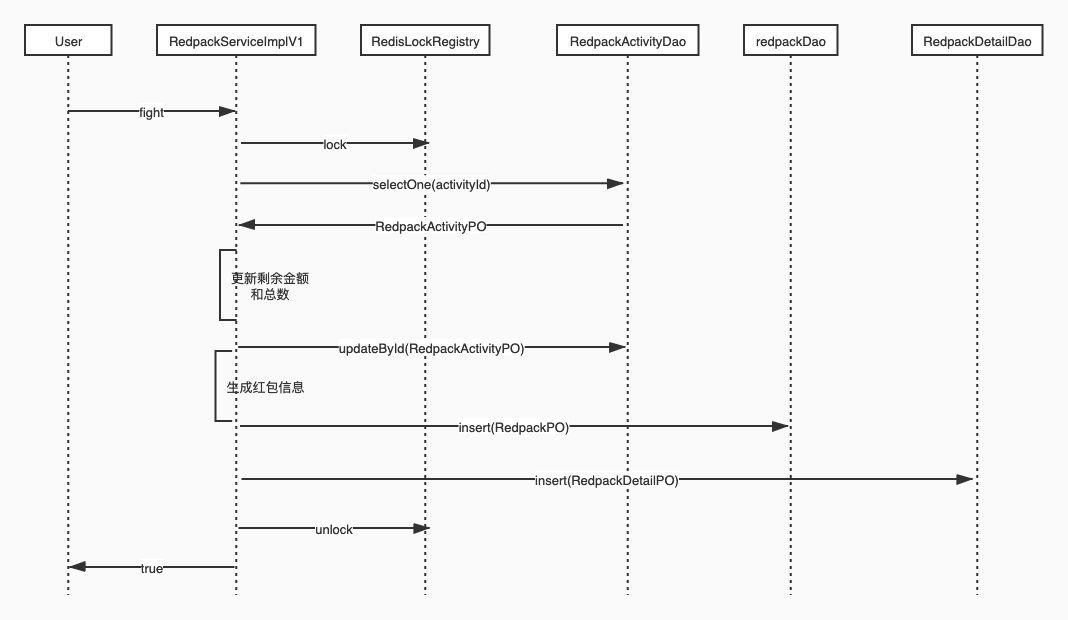 User
RedpackServiceImplV1
RedisLockRegistry
RedpackActivityDao
redpackDao
RedpackDetailDao
fight
lock
selectOne(activityId)
RedpackActivityPO
更新剩余金额
和总数
updateById(RedpackActivityPO)
生成红包信息
insert(RedpackPO)
insert(RedpackDetailPO)
unlock
true